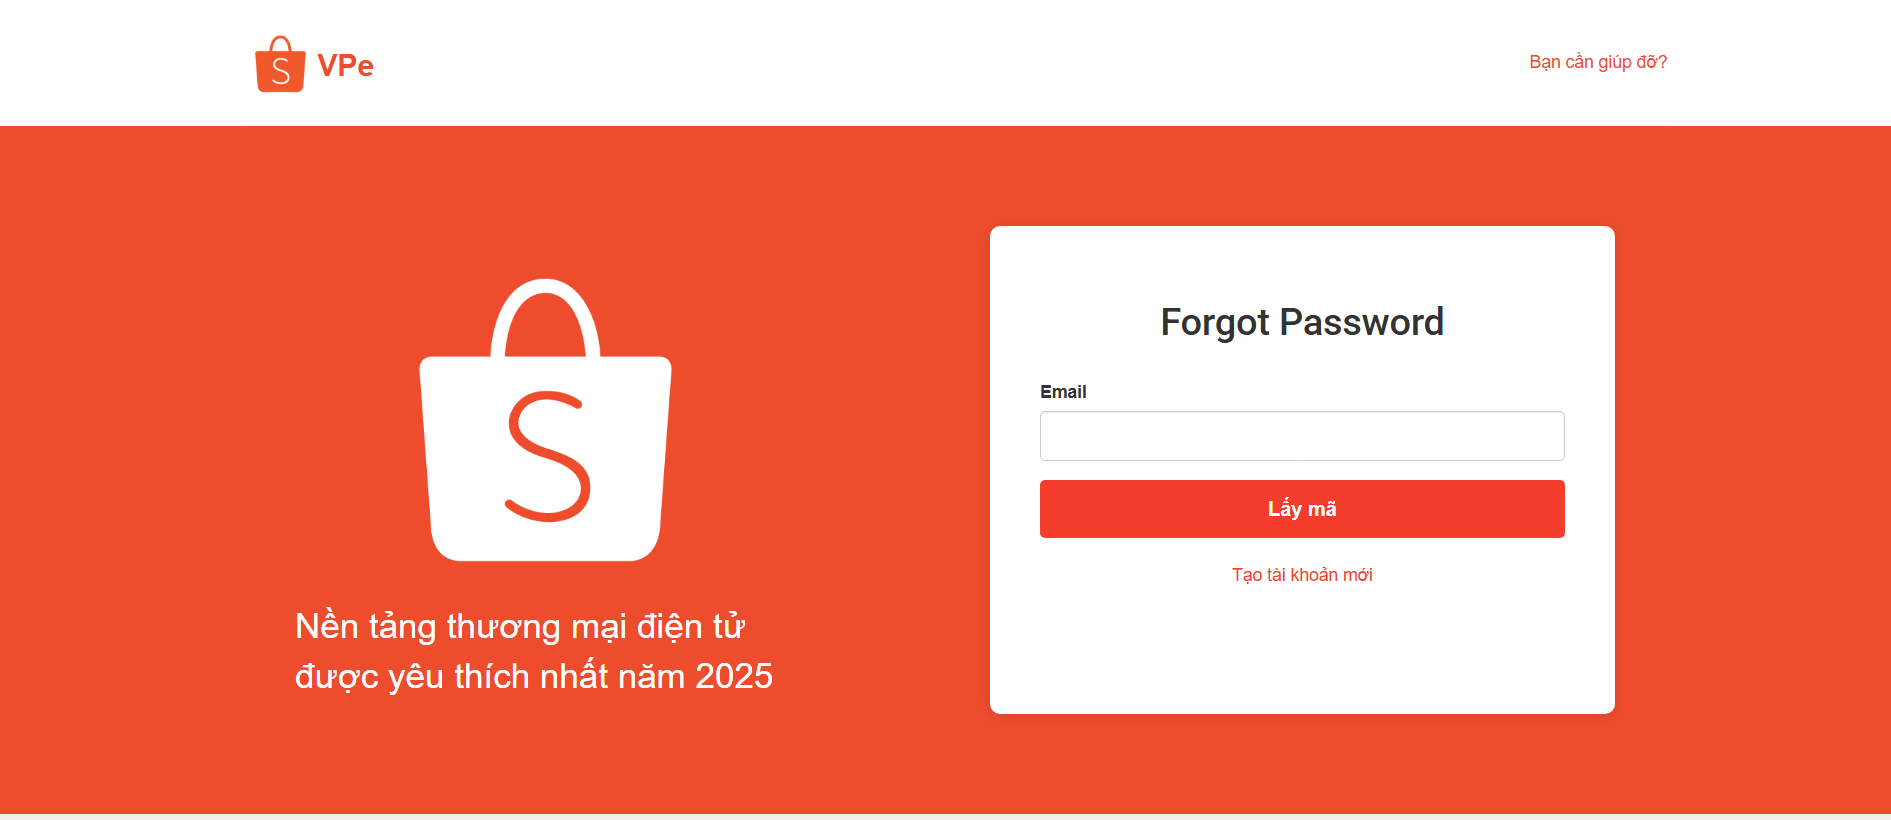 VPe
Bạn cần giúp đỡ?
S
Nền tảng thương mại điện tử
được yêu thích nhất năm 2025
Forgot Password
Email
Lấy mã
Tạo tài khoản mới